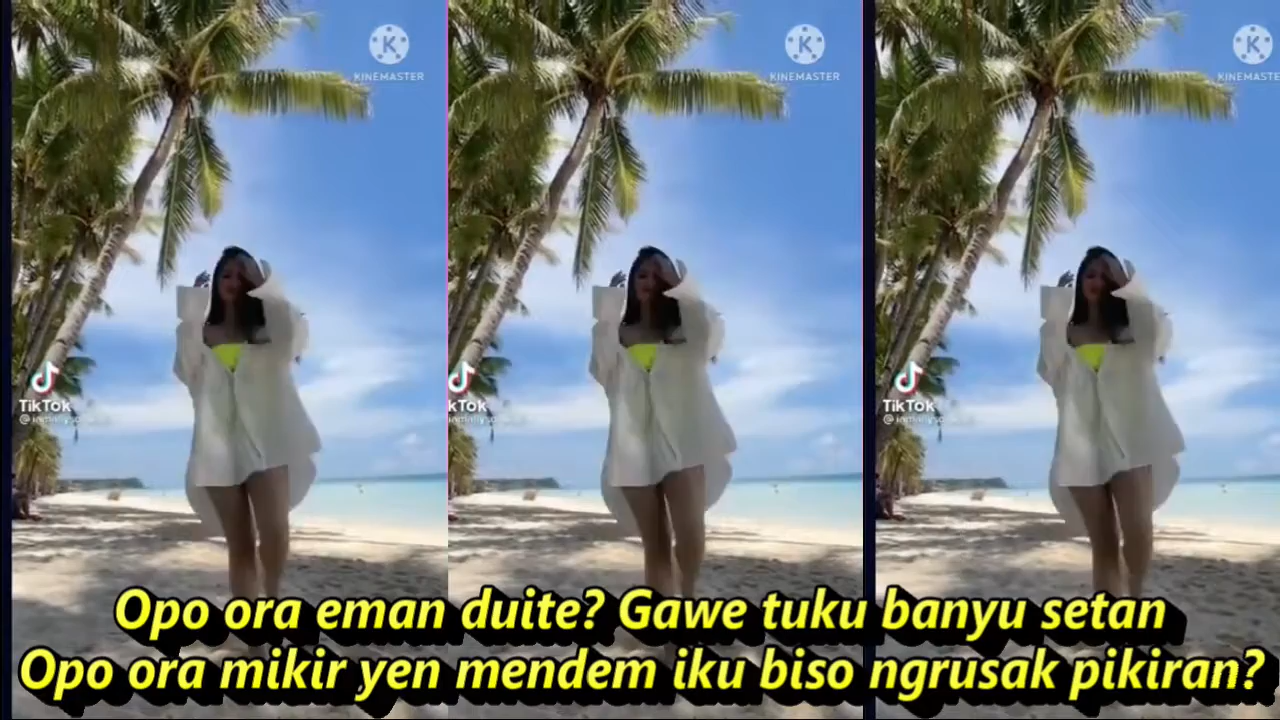 KINEMASTER
KINEMASTER
KINEMASTER
TikTok
kTok
TikTok
Opo ora eman duite? Gawe tuku banyu setan
Opo ora mikir yen mendem iku biso ngrusak pikiran?